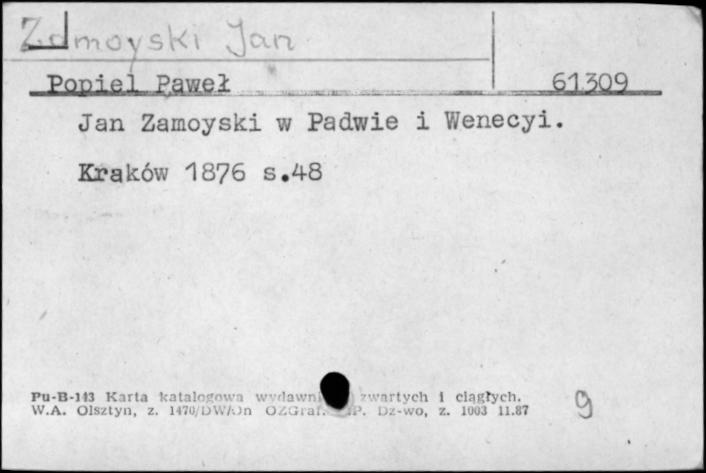 Zamoyski Jan
Popiel Paweł 61309
Jan Zamoyski w Padwie i Wenecyi.
Kraków 1876 s.48
Pu-B-143 Karta katalogowa zwartych i ciągłych. 9
W.A. Olsztyn, z. 1470/DW/On OZGraf. Dz-wo, z. 1003 11.87